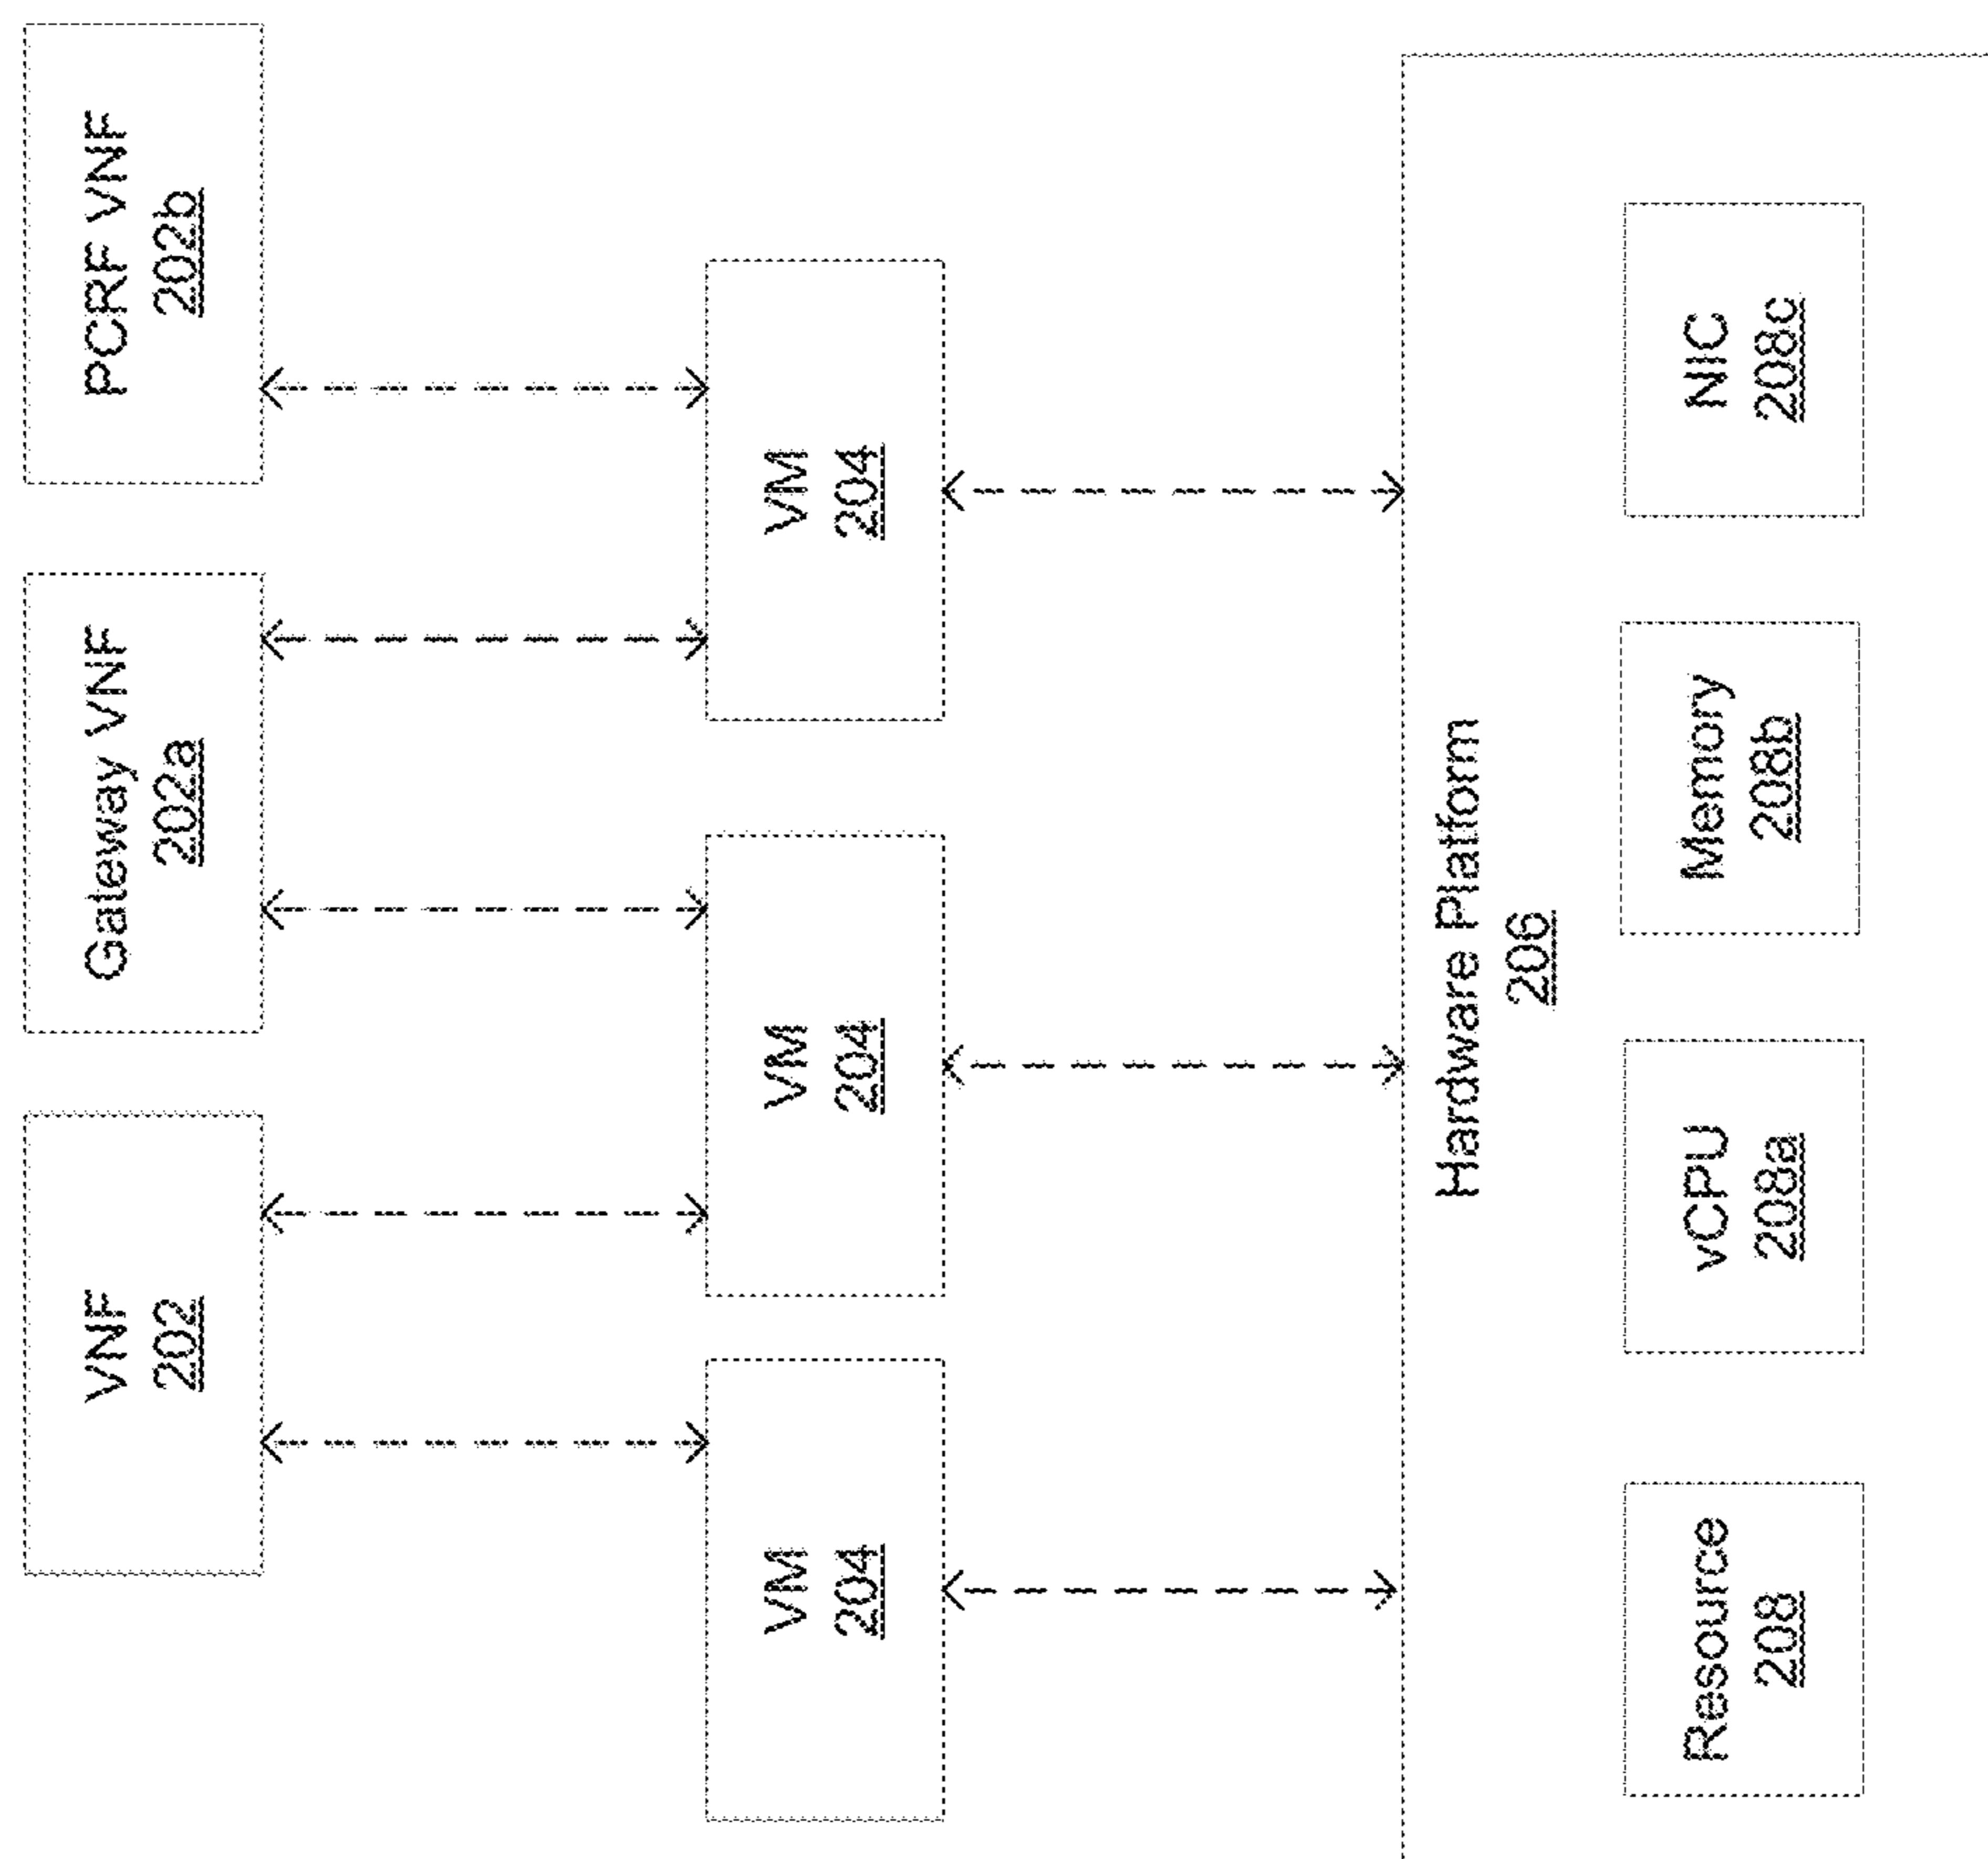 VNF
202
Gateway VNF
202a
PCRF VNF
202b
VM
204
VM
204
VM
204
Hardware Platform
206
Resource
208
vCPU
208a
Memory
208b
NIC
208c